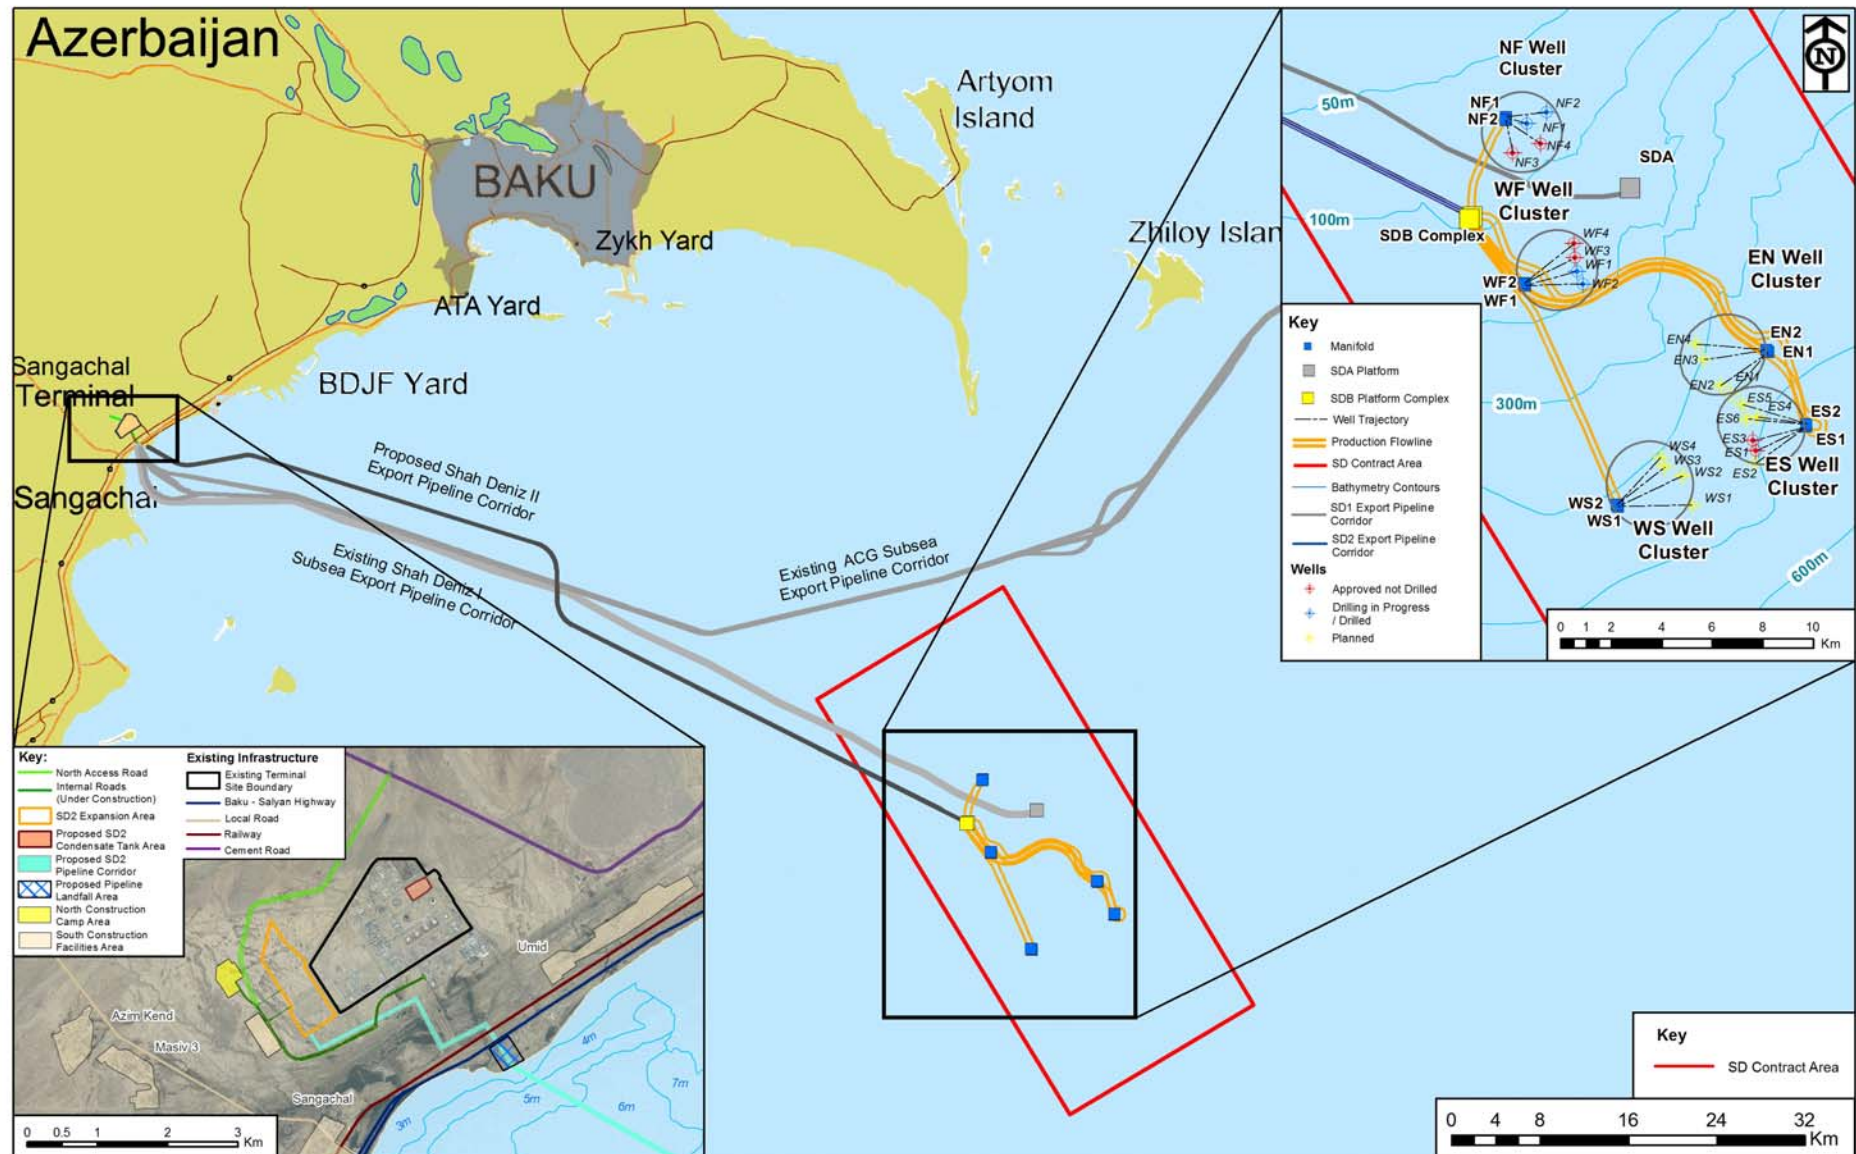 Azerbaijan
Artyom
Island
BAKU
Zykh Yard
Zhiloy Islan
ATA Yard
BDJF Yard
Sangachal
Terminal
Sangachal
Proposed Shah Deniz II
Export Pipeline Corridor
Existing Shah Deniz I
Subsea Export Pipeline Corridor
Existing ACG Subsea
Export Pipeline Corridor
NF Well
Cluster
N
50m
NF1
NF2
NF2
NF1
NF4
NF3
SDA
WF Well
Cluster
100m
SDB Complex
WF4
WF3
WF1
WF2
WF2
WF1
EN Well
Cluster
EN2
EN1
EN4
EN3
EN2
EN1
300m
ES5
ES4
ES6
ES3
ES1
ES2
ES2
ES1
ES Well
Cluster
WS4
WS3
WS2
WS1
WS2
WS1
WS Well
Cluster
600m
Key
Manifold
SDA Platform
SDB Platform Complex
Well Trajectory
Production Flowline
SD Contract Area
Bathymetry Contours
SD1 Export Pipeline
Corridor
SD2 Export Pipeline
Corridor
Wells
Approved not Drilled
Drilling in Progress
/ Drilled
Planned
0 1 2 4 6 8 10
Km
Key:
North Access Road
Internal Roads
(Under Construction)
SD2 Expansion Area
Proposed SD2
Condensate Tank Area
Proposed SD2
Pipeline Corridor
Proposed Pipeline
Landfall Area
North Construction
Camp Area
South Construction
Facilities Area
Existing Infrastructure
Existing Terminal
Site Boundary
Baku - Salyan Highway
Local Road
Railway
Cement Road
Umid
Azim Kend
Masiv 3
Sangachal
3m
4m
5m
6m
7m
0 0.5 1 2 3
Km
Key
SD Contract Area
0 4 8 16 24 32
Km